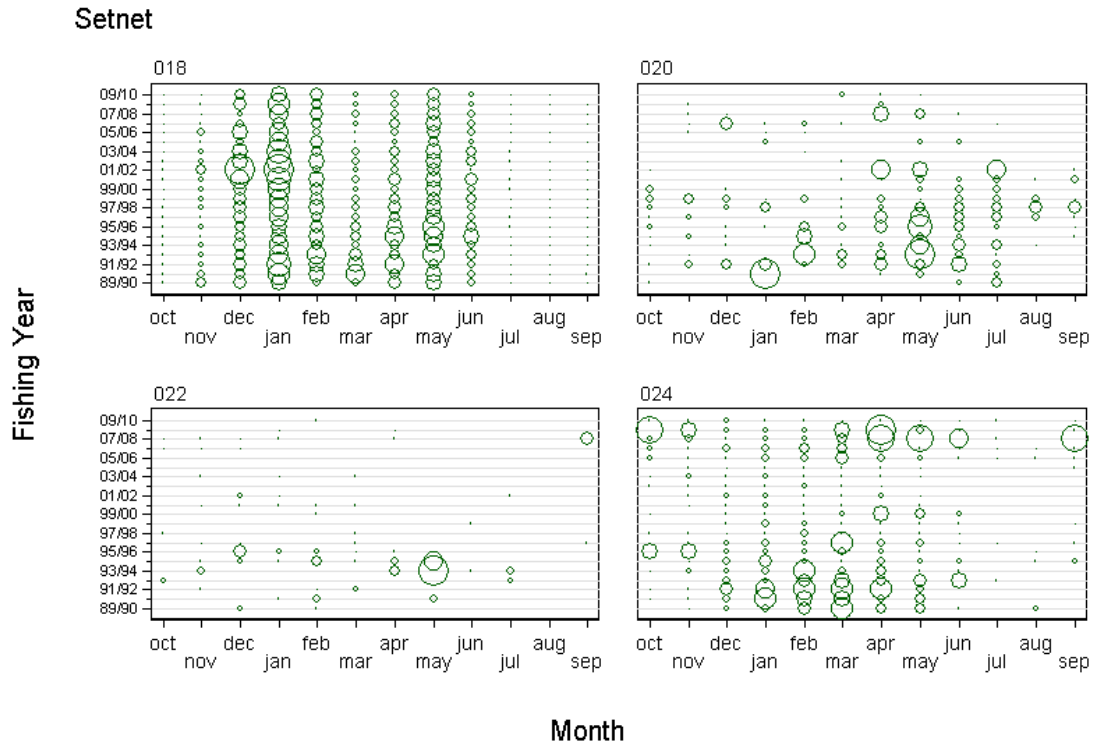 Setnet
018
020
09/10
07/08
05/06
03/04
01/02
99/00
97/98
95/96
93/94
91/92
89/90
oct dec feb apr jun aug
nov jan mar may jul sep
oct dec feb apr jun aug
nov jan mar may jul sep
022
024
09/10
07/08
05/06
03/04
01/02
99/00
97/98
95/96
93/94
91/92
89/90
oct dec feb apr jun aug
nov jan mar may jul sep
oct dec feb apr jun aug
nov jan mar may jul sep
Fishing Year
Month